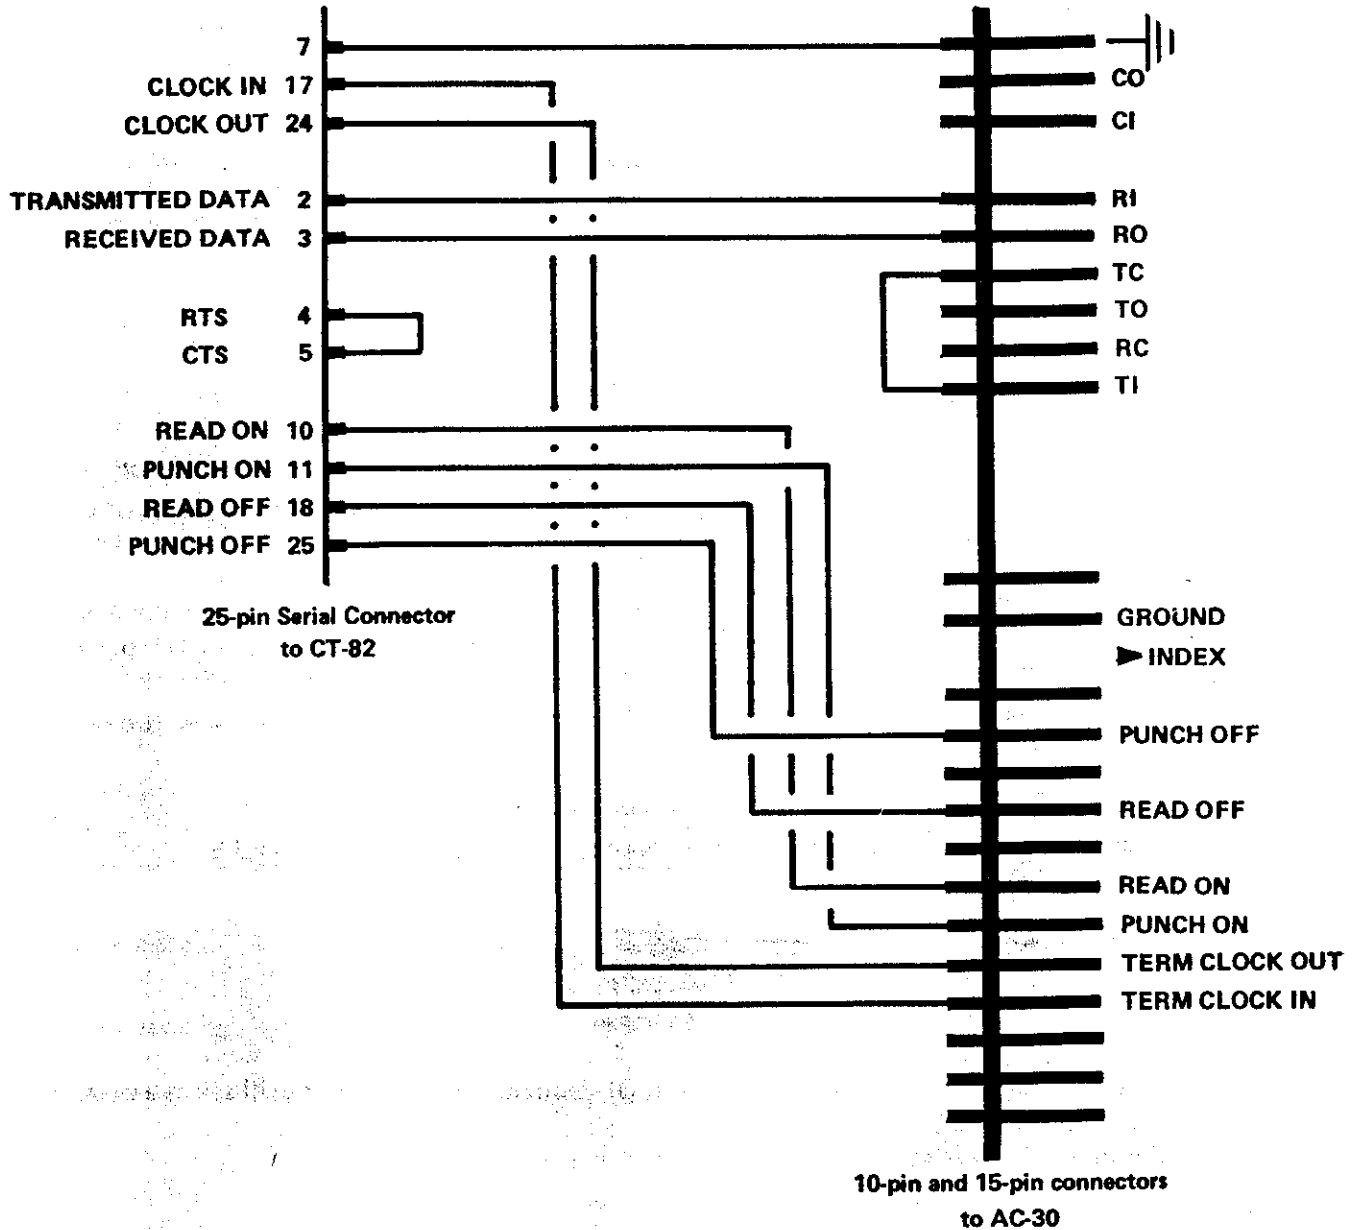 7
CLOCK IN 17
CLOCK OUT 24
TRANSMITTED DATA 2
RECEIVED DATA 3
RTS 4
CTS 5
READ ON 10
PUNCH ON 11
READ OFF 18
PUNCH OFF 25
25-pin Serial Connector
to CT-82
CO
CI
RI
RO
TC
TO
RC
TI
GROUND
INDEX
PUNCH OFF
READ OFF
READ ON
PUNCH ON
TERM CLOCK OUT
TERM CLOCK IN
10-pin and 15-pin connectors
to AC-30